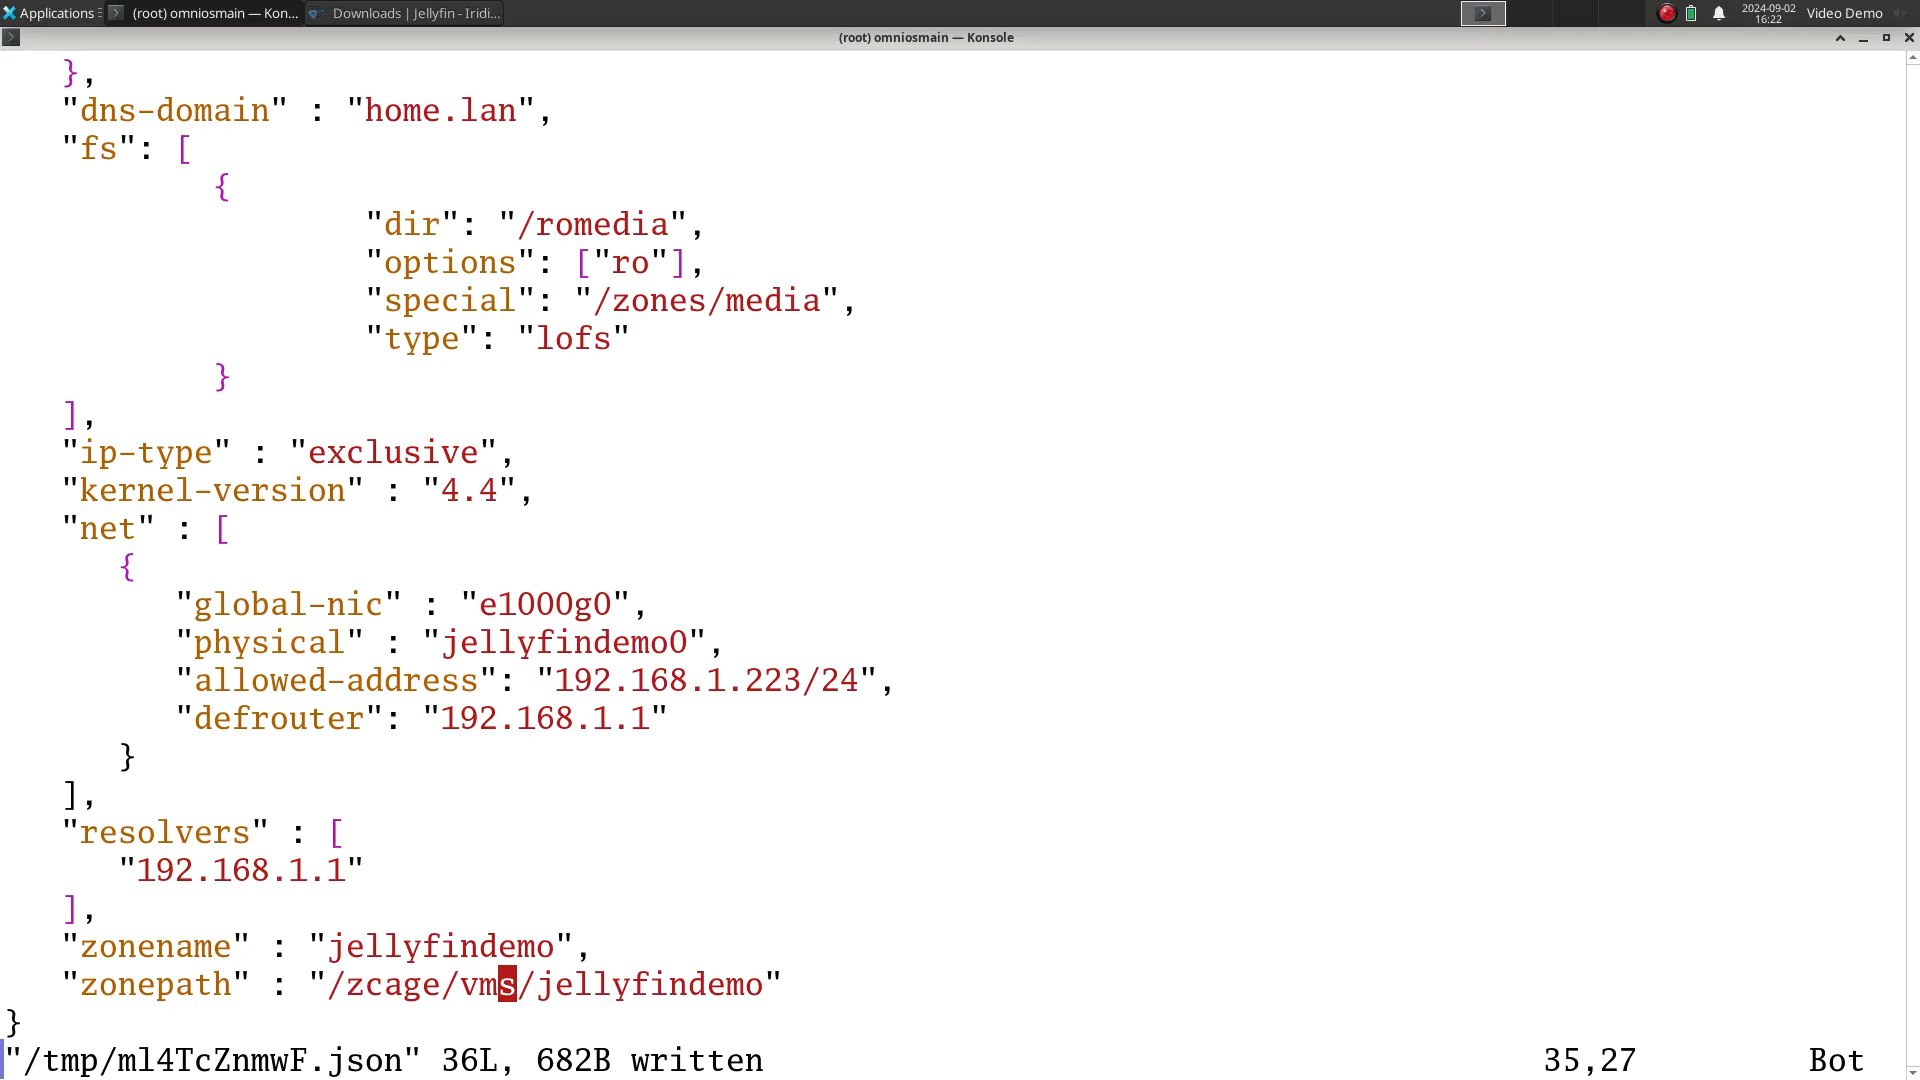 Applications
(root) omniosmain — Kon...
Downloads | Jellyfin - Iridi...
2024-09-02
16:22
Video Demo
(root) omniosmain — Konsole
},
"dns-domain" : "home.lan",
"fs": [
{
"dir": "/romedia",
"options": ["ro"],
"special": "/zones/media",
"type": "lofs"
}
],
"ip-type" : "exclusive",
"kernel-version" : "4.4",
"net" : [
{
"global-nic" : "e1000g0",
"physical" : "jellyfindemo0",
"allowed-address": "192.168.1.223/24",
"defrouter": "192.168.1.1"
}
],
"resolvers" : [
"192.168.1.1"
],
"zonename" : "jellyfindemo",
"zonepath" : "/zcage/vms/jellyfindemo"
}
"/tmp/ml4TcZnmwF.json" 36L, 682B written 35,27 Bot